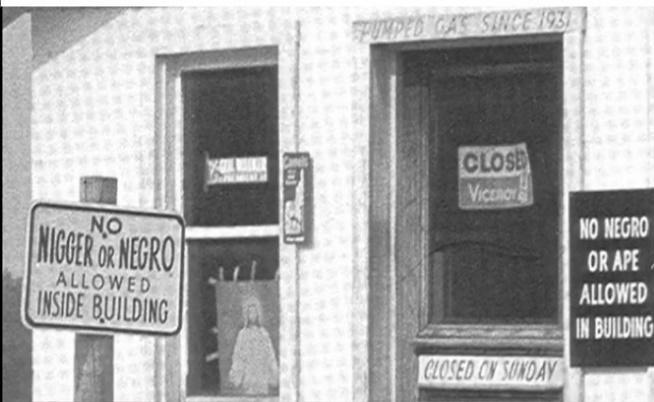 PUMPED GAS SINCE 1931
CLOSED
VICEROY
Camels
NO
NIGGER OR NEGRO
ALLOWED
INSIDE BUILDING
NO NEGRO
OR APE
ALLOWED
IN BUILDING
CLOSED ON SUNDAY